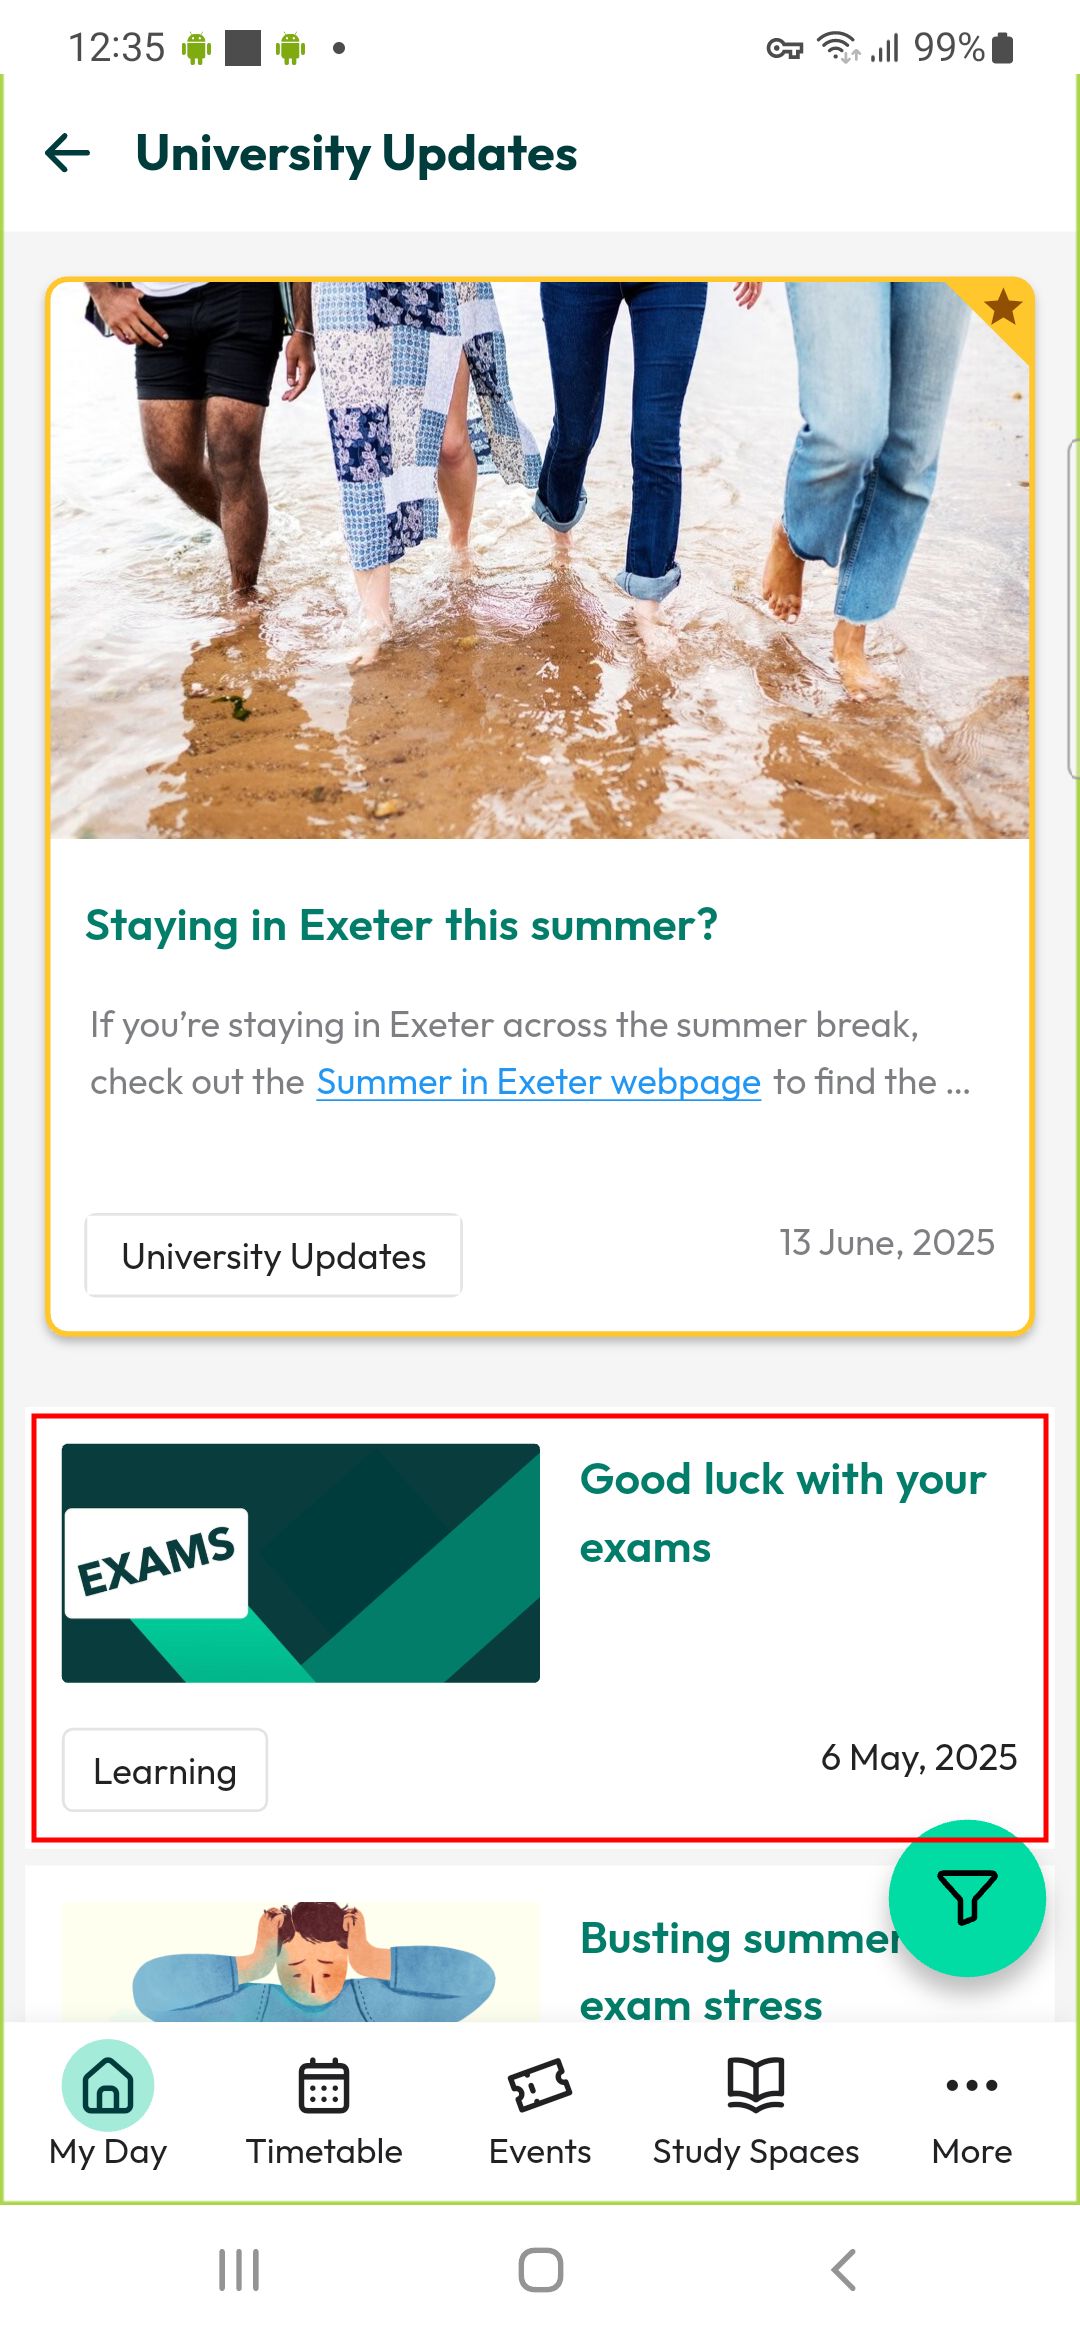 12:35
99%
University Updates
Staying in Exeter this summer?
If you’re staying in Exeter across the summer break,
check out the Summer in Exeter webpage to find the ...
University Updates
13 June, 2025
EXAMS
Good luck with your
exams
Learning
6 May, 2025
Busting summer
exam stress
My Day
Timetable
Events
Study Spaces
More